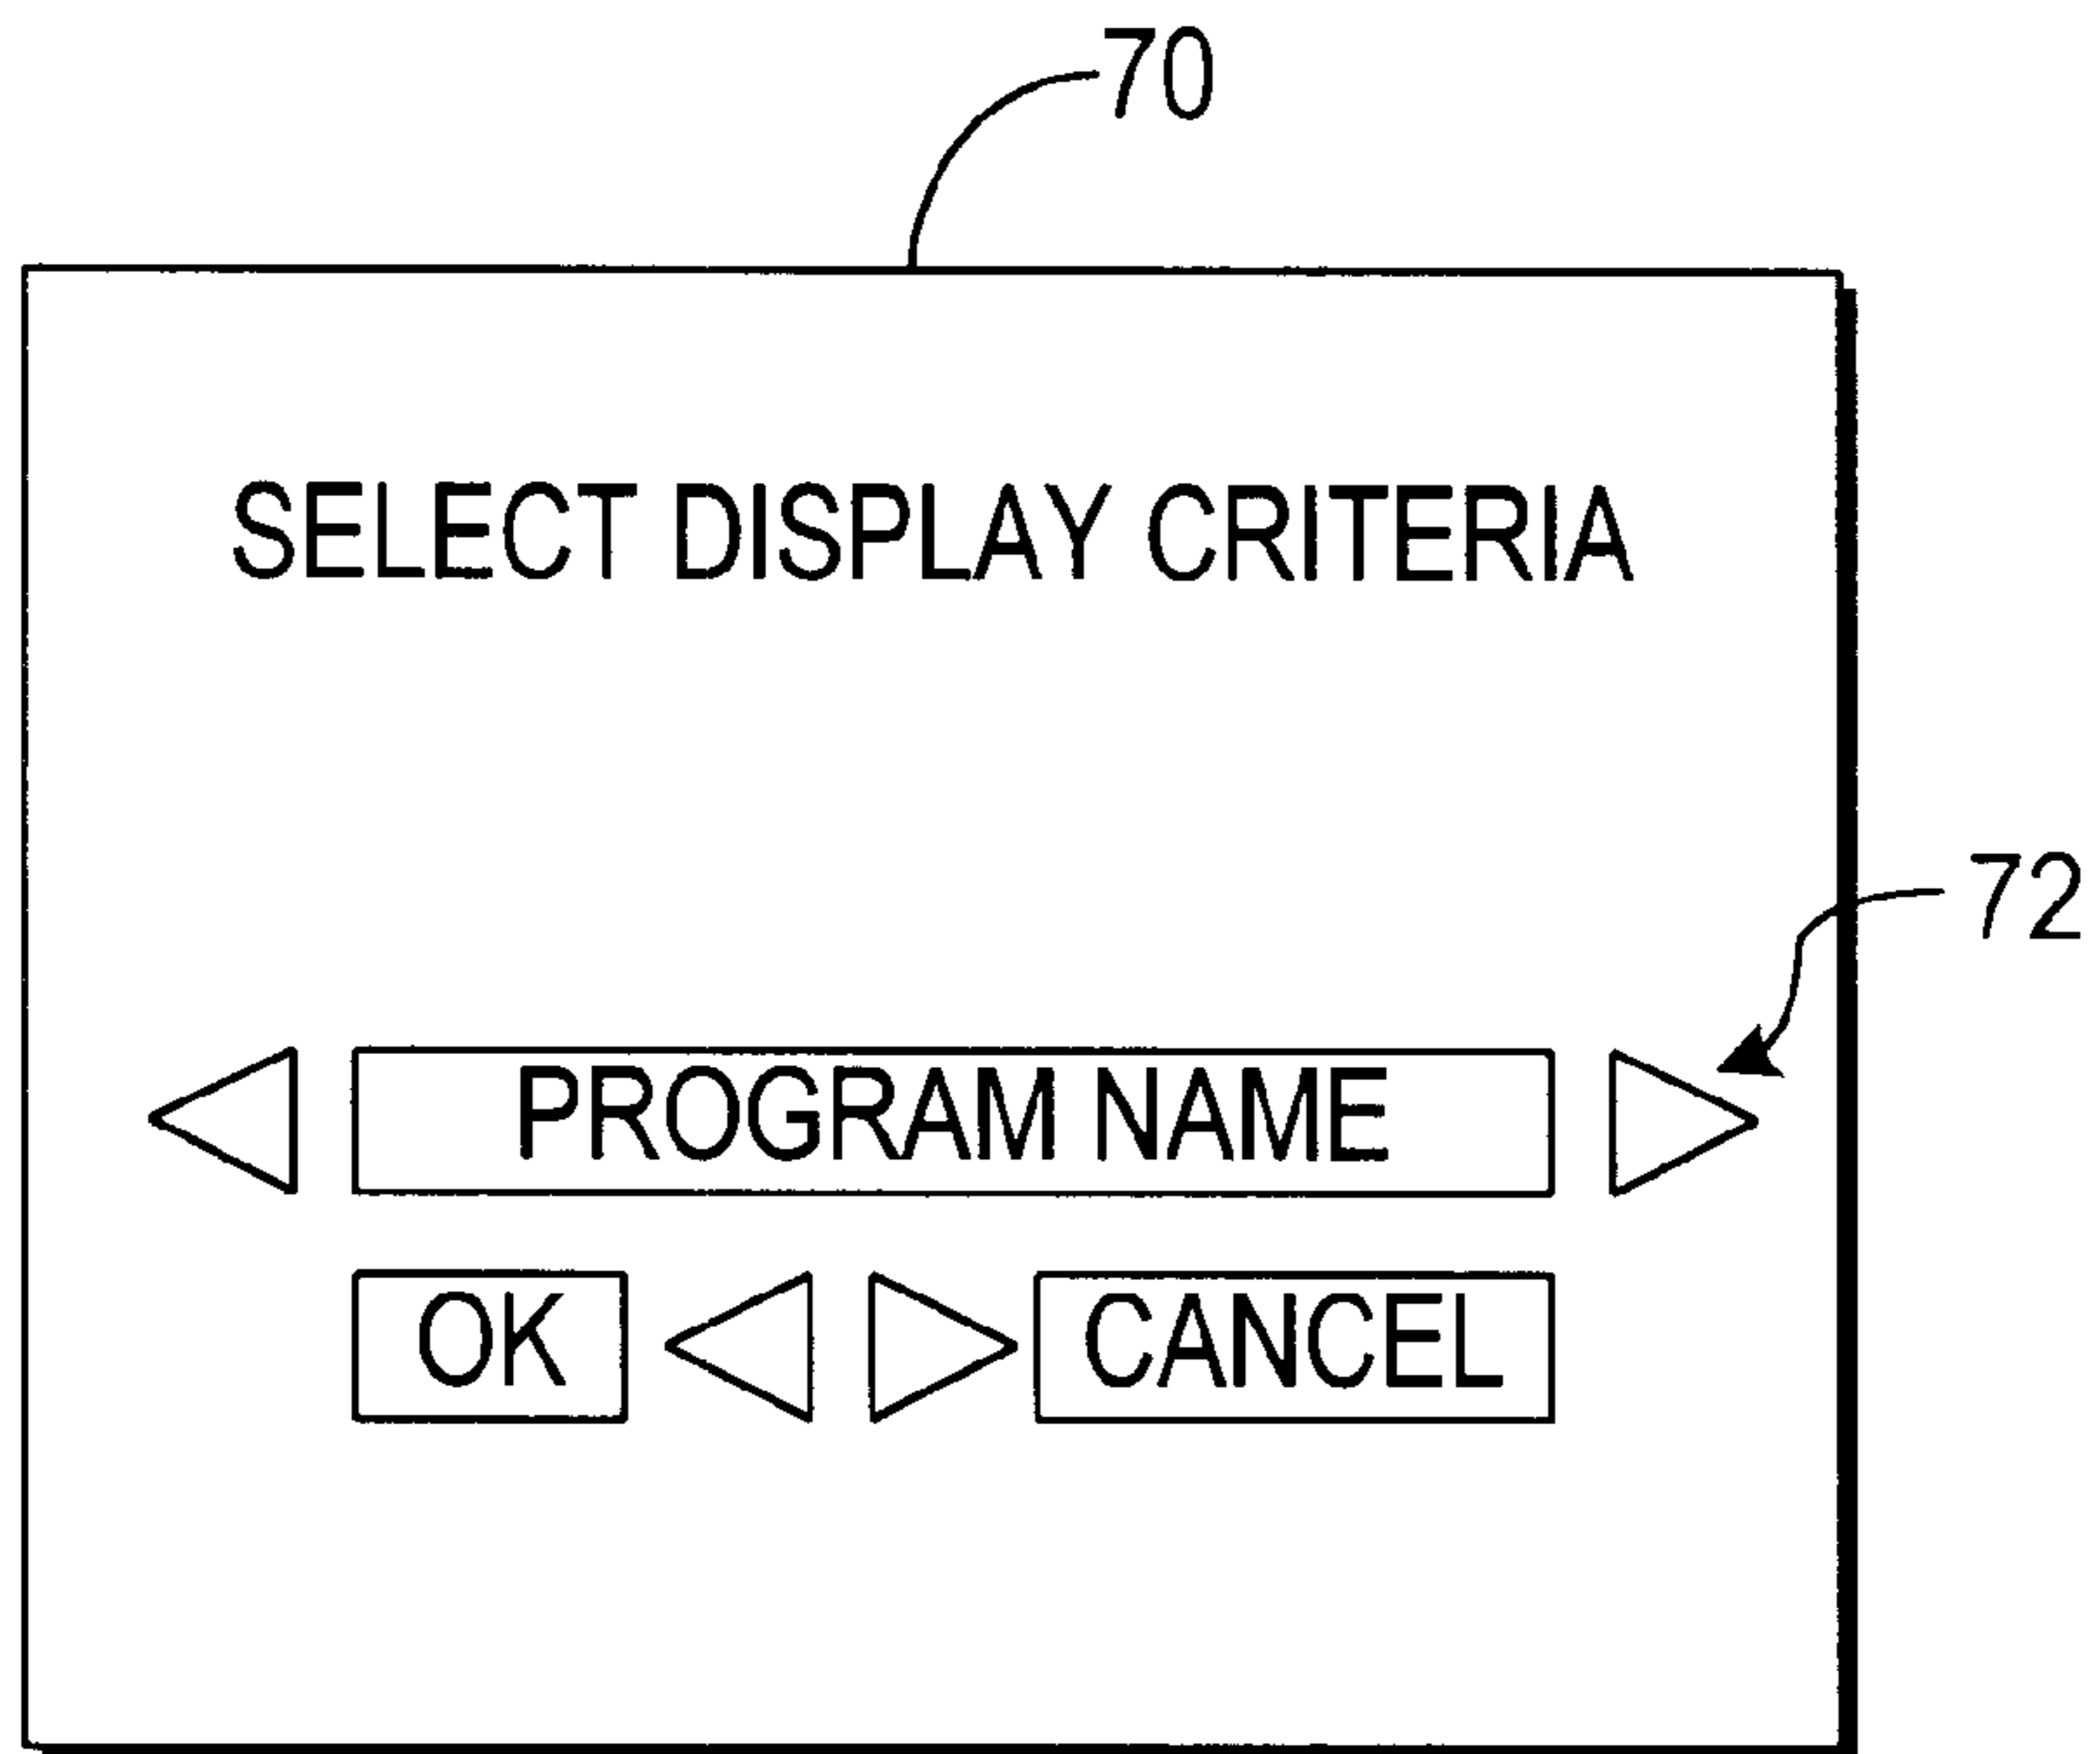 70
SELECT DISPLAY CRITERIA
72
PROGRAM NAME
OK CANCEL